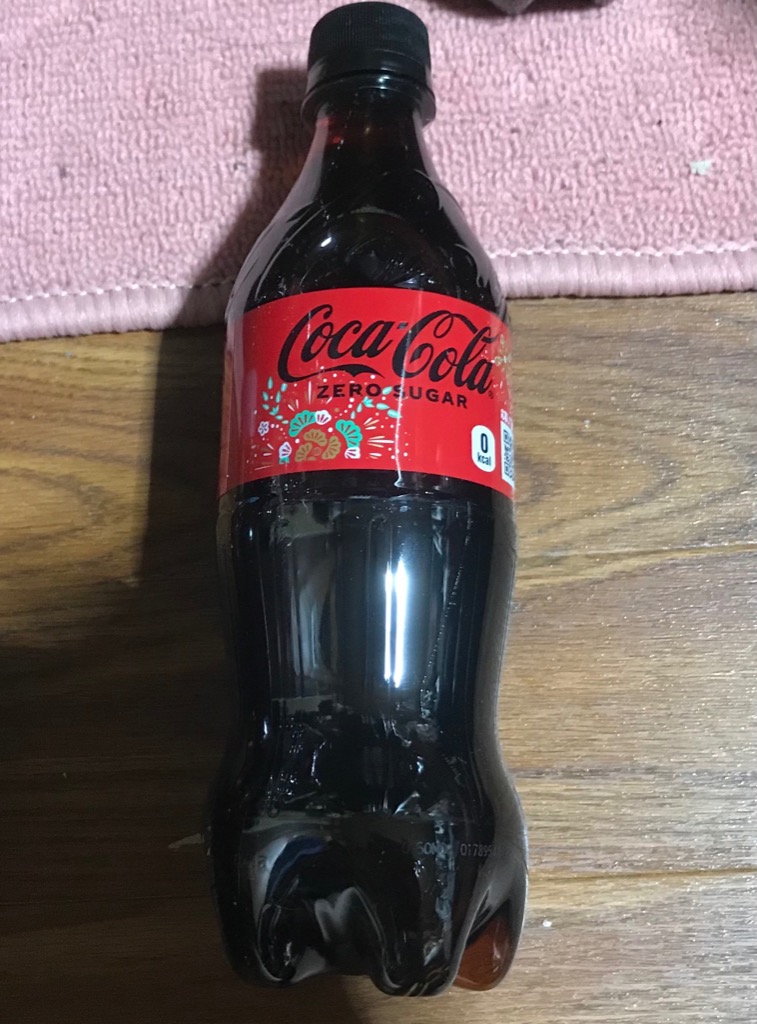 Coca-Cola
ZERO SUGAR
0
kcal